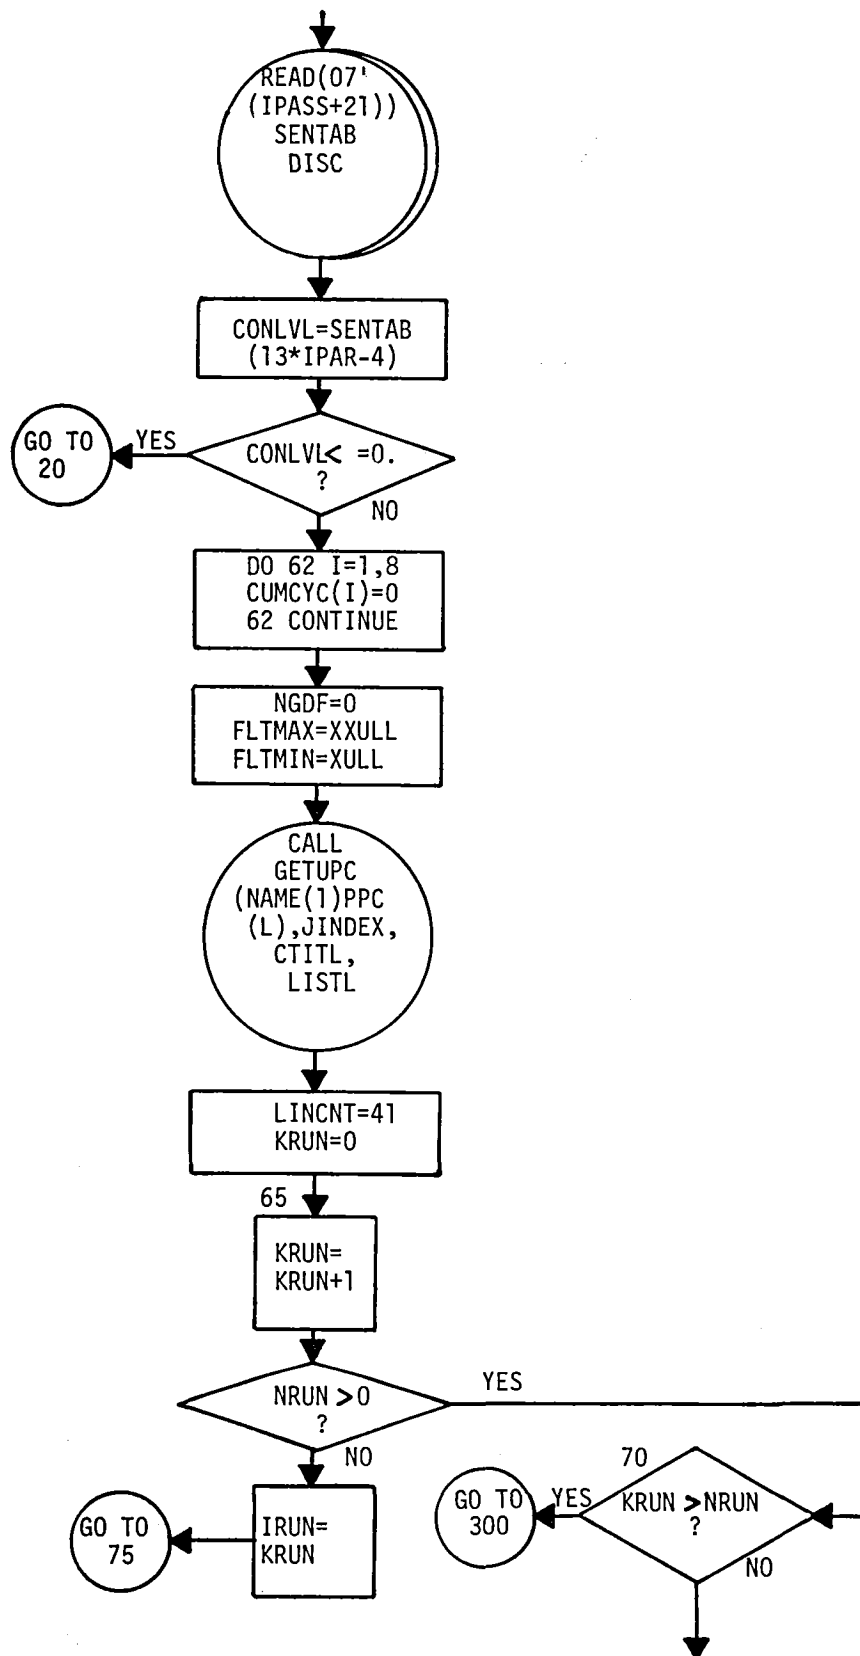 READ(07'
(IPASS+21))
SENTAB
DISC
CONLVL=SENTAB
(13*IPAR-4)
GO TO
20
YES
CONLVL< =0.
?
NO
DO 62 I=1,8
CUMCYC(I)=0
62 CONTINUE
NGDF=0
FLTMAX=XXULL
FLTMIN=XULL
CALL
GETUPC
(NAME(1)PPC
(L),JINDEX,
CTITL,
LISTL
LINCNT=41
KRUN=0
65
KRUN=
KRUN+1
NRUN >0
?
YES
NO
GO TO
75
IRUN=
KRUN
70
GO TO
300
YES
KRUN >NRUN
?
NO